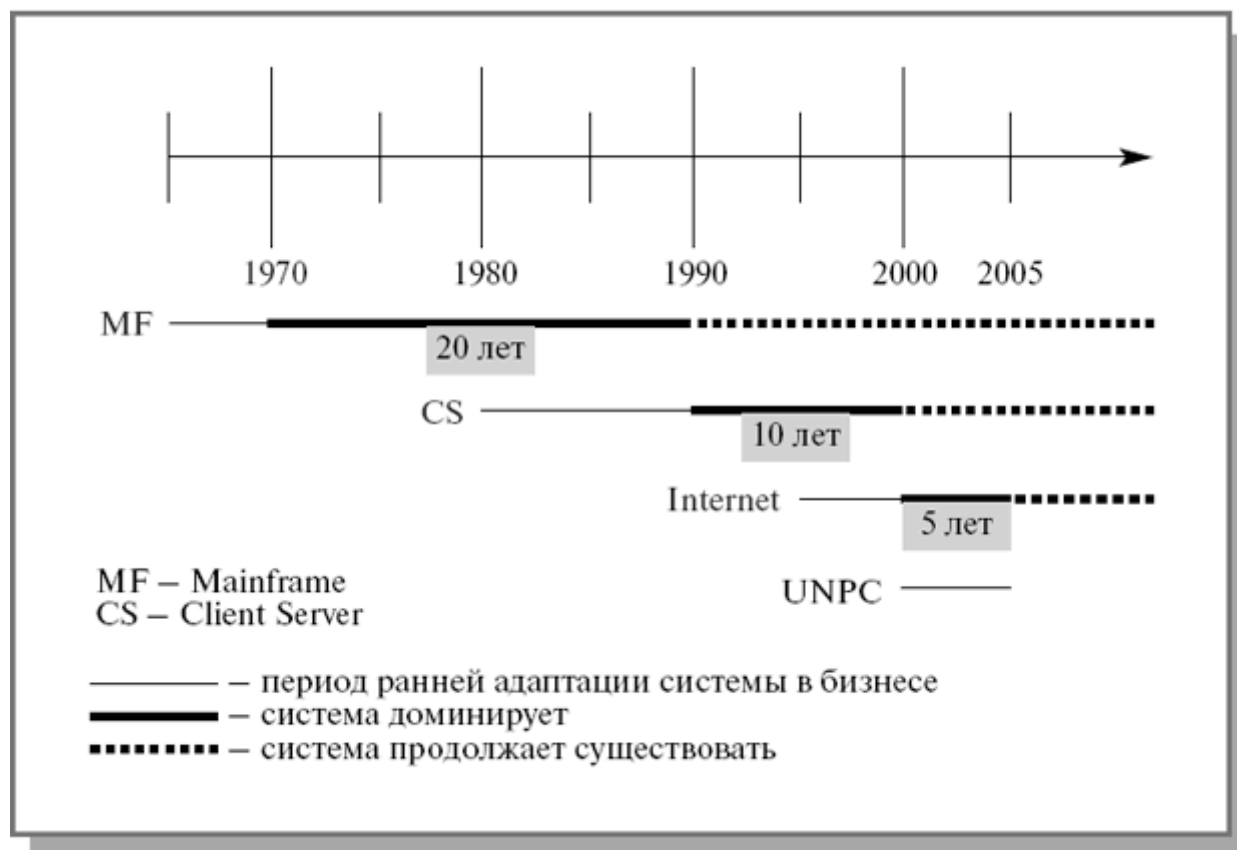 1970 1980 1990 2000 2005
MF
20 лет
CS
10 лет
Internet
5 лет
UNPC
MF – Mainframe
CS – Client Server
– период ранней адаптации системы в бизнесе
– система доминирует
– система продолжает существовать